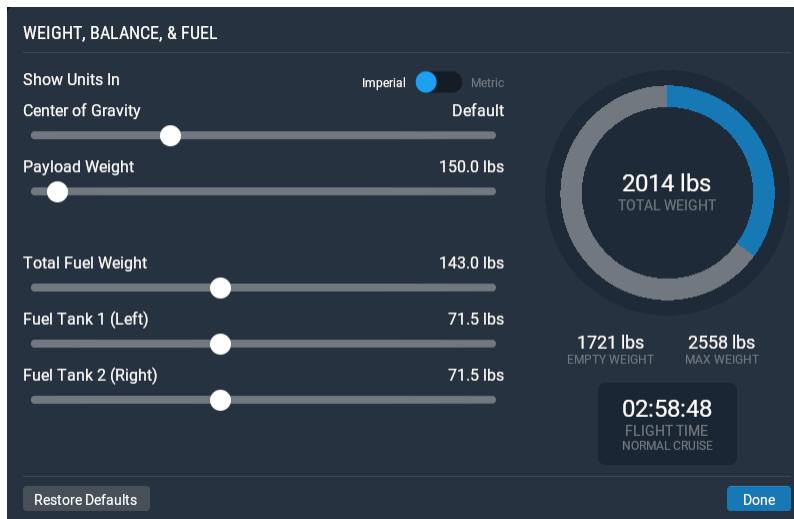 WEIGHT, BALANCE, & FUEL
Show Units In
Imperial
Metric
Center of Gravity
Default
Payload Weight
150.0 lbs
Total Fuel Weight
143.0 lbs
Fuel Tank 1 (Left)
71.5 lbs
Fuel Tank 2 (Right)
71.5 lbs
2014 lbs
TOTAL WEIGHT
1721 lbs
EMPTY WEIGHT
2558 lbs
MAX WEIGHT
02:58:48
FLIGHT TIME
NORMAL CRUISE
Restore Defaults
Done